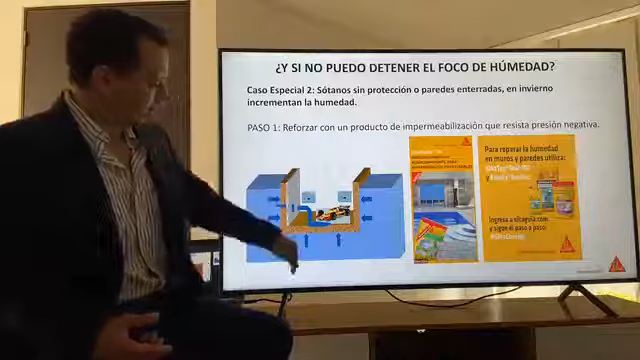 ¿Y SI NO PUEDO DETENER EL FOCO DE HÚMEDAD?
Caso Especial 2: Sótanos sin protección o paredes enterradas, en invierno
incrementan la humedad.
PASO 1: Reforzar con un producto de impermeabilización que resista presión negativa.
Para reparar la humedad
en muros y paredes utiliza:
Ingresa a sika.com
y sigue el paso a paso: